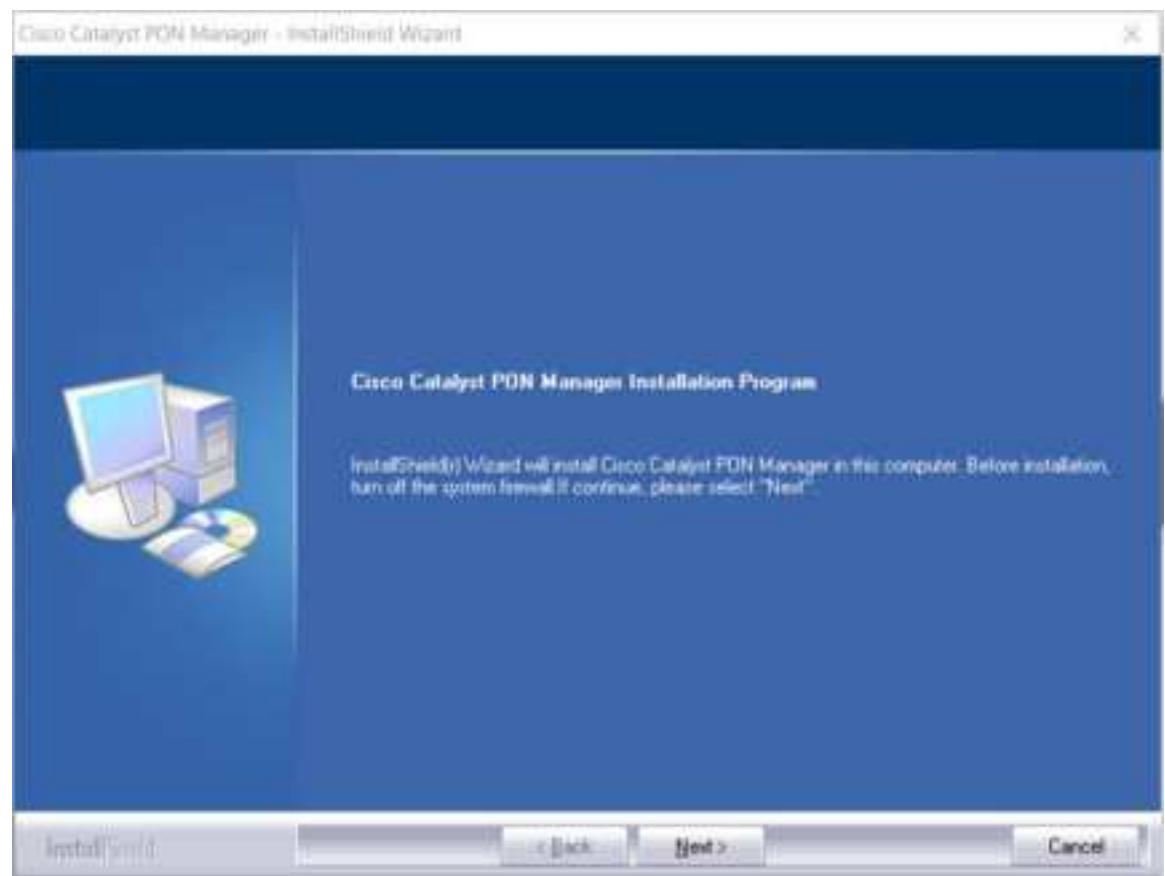 Cisco Catalyst PON Manager - InstallShield Wizard
Cisco Catalyst PON Manager Installation Program
InstallShield(r) Wizard will install Cisco Catalyst PON Manager in this computer. Before installation,
turn off the system firewall.If continue, please select "Next".
InstallShield
< Back
Next >
Cancel